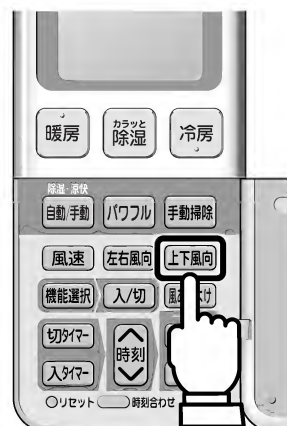 暖房 カラッと除湿 冷房
除湿・涼快
自動/手動 パワフル 手動掃除
風速 左右風向 上下風向
機能選択 入/切 風
切タイマー 時刻
入タイマー
リセット 時刻合わせ